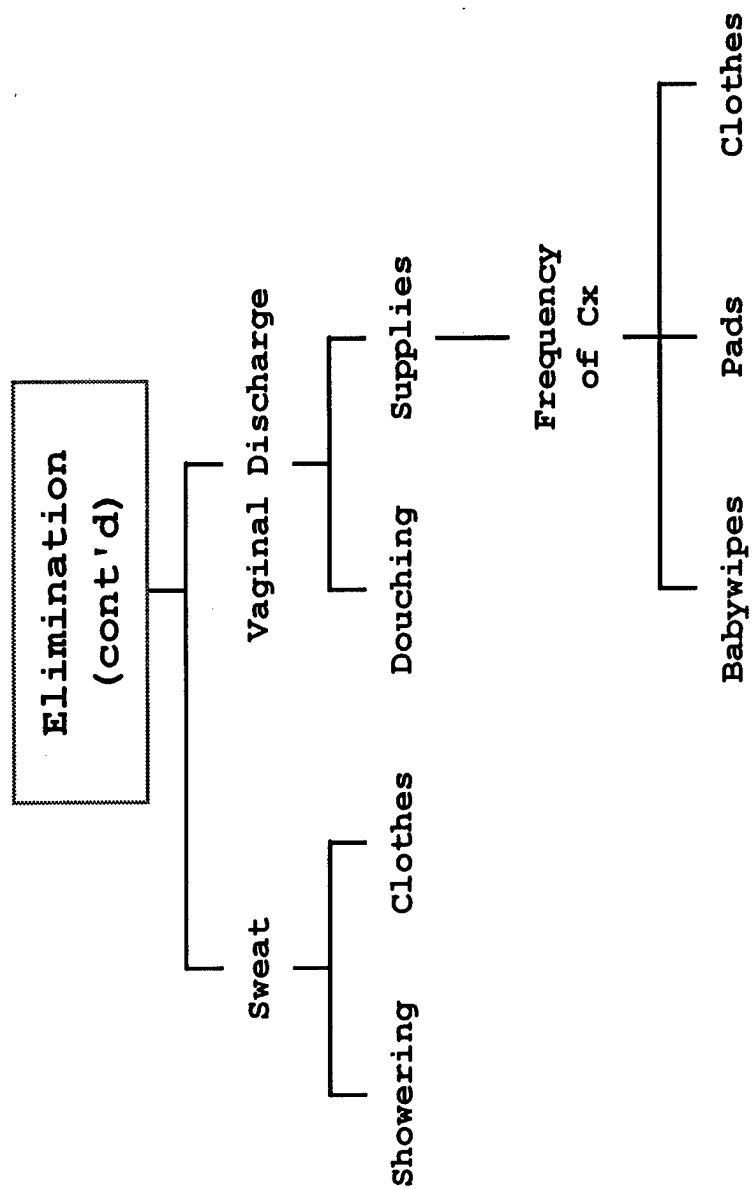 Elimination
(cont'd)
Sweat
Vaginal Discharge
Showering
Clothes
Douching
Supplies
Frequency
of Cx
Babywipes
Pads
Clothes